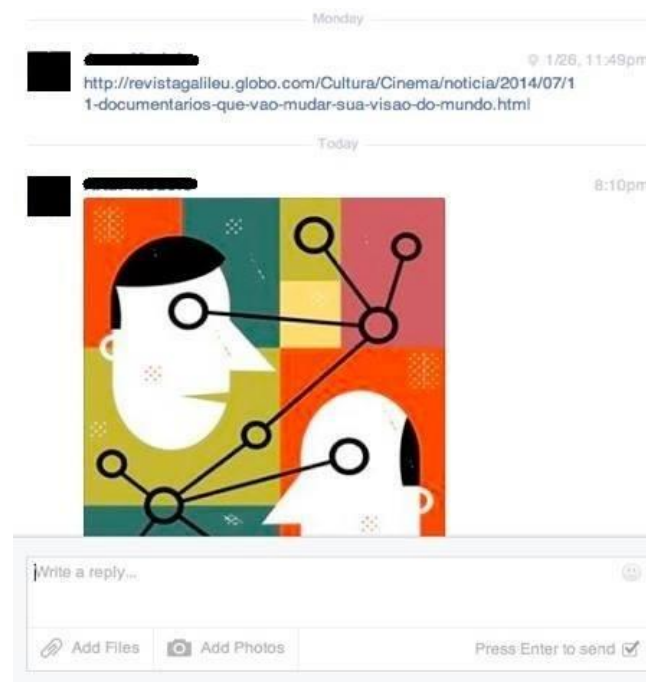 Monday
1/26, 11:49pm
http://revistagalileu.globo.com/Cultura/Cinema/noticia/2014/07/1
1-documentarios-que-vao-mudar-sua-visao-do-mundo.html
Today
8:10pm
Write a reply...
Add Files Add Photos Press Enter to send